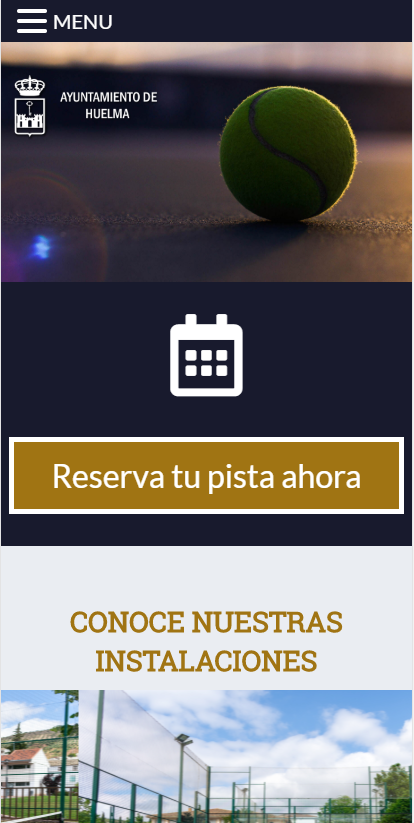 MENU
AYUNTAMIENTO DE
HUELMA
Reserva tu pista ahora
CONOCE NUESTRAS
INSTALACIONES